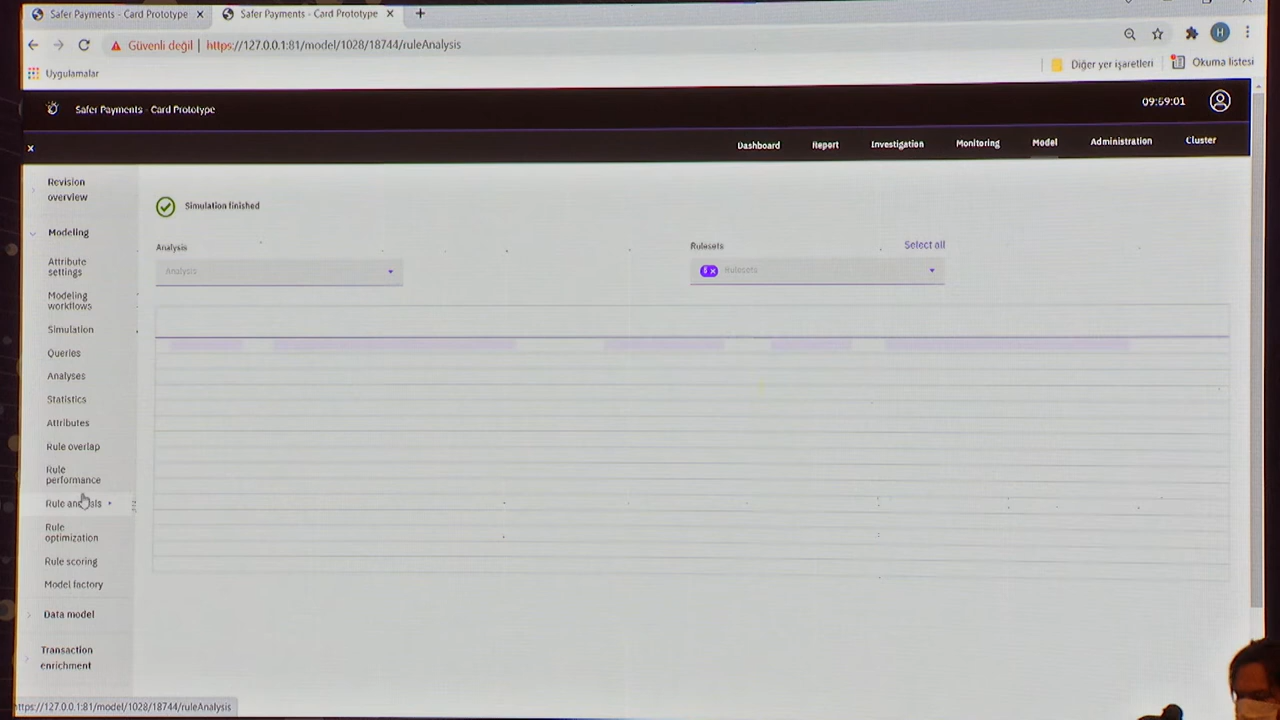 Safer Payments - Card Prototype
Safer Payments - Card Prototype
Güvenli değil | https://127.0.0.1:81/model/1028/18744/ruleAnalysis
H
Uygulamalar
Diğer yer işaretleri
Okuma listesi
Safer Payments - Card Prototype
09:59:01
x
Dashboard
Report
Investigation
Monitoring
Model
Administration
Cluster
Revision
overview
Modeling
Attribute
settings
Modeling
workflows
Simulation
Queries
Analyses
Statistics
Attributes
Rule overlap
Rule
performance
Rule analysis
Rule
optimization
Rule scoring
Model factory
Data model
Transaction
enrichment
Simulation finished
Analysis
Analysis
Rulesets
Select all
Rulesets
https://127.0.0.1:81/model/1028/18744/ruleAnalysis